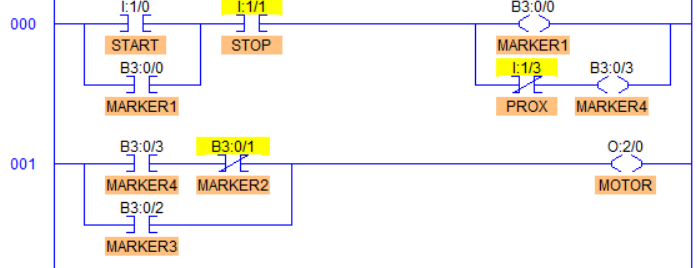 I:1/0 I:1/1 B3:0/0
000
START STOP MARKER1
B3:0/0 I:1/3 B3:0/3
MARKER1 PROX MARKER4
B3:0/3 B3:0/1 O:2/0
001
MARKER4 MARKER2 MOTOR
B3:0/2
MARKER3